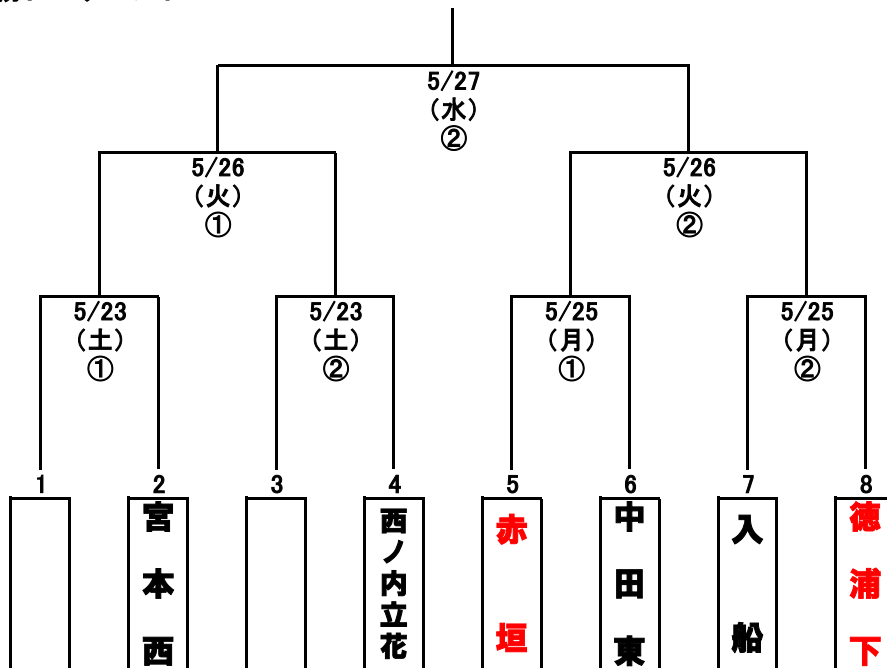 5/27
（水）
②
5/26
（火）
①
5/26
（火）
②
5/23
（土）
①
5/23
（土）
②
5/25
（月）
①
5/25
（月）
②
1
2
3
4
5
6
7
8
宮本西
西ノ内立花
赤垣
中田東
入船
徳浦下